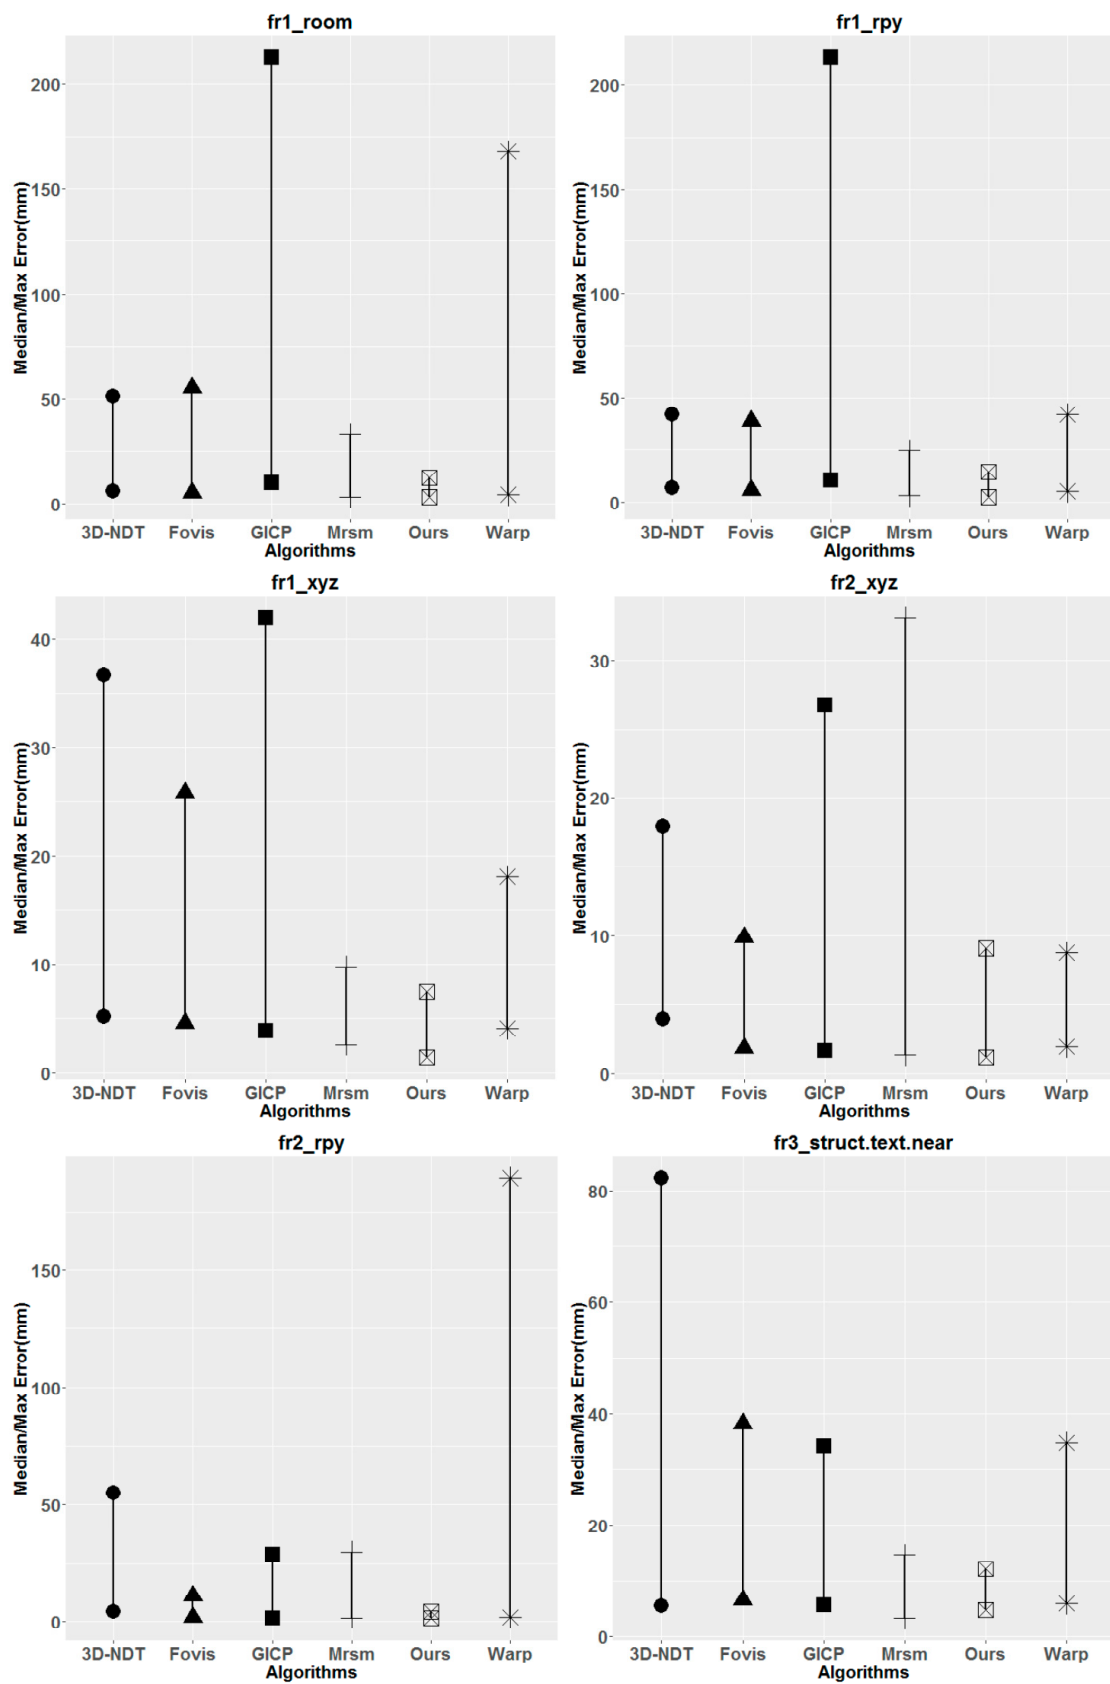 fr1_room
Median/Max Error(mm)
200
150
100
50
0
3D-NDT Fovis GICP Mrsm Ours Warp
Algorithms
fr1_rpy
Median/Max Error(mm)
200
150
100
50
0
3D-NDT Fovis GICP Mrsm Ours Warp
Algorithms
fr1_xyz
Median/Max Error(mm)
40
30
20
10
0
3D-NDT Fovis GICP Mrsm Ours Warp
Algorithms
fr2_xyz
Median/Max Error(mm)
30
20
10
0
3D-NDT Fovis GICP Mrsm Ours Warp
Algorithms
fr2_rpy
Median/Max Error(mm)
150
100
50
0
3D-NDT Fovis GICP Mrsm Ours Warp
Algorithms
fr3_struct.text.near
Median/Max Error(mm)
80
60
40
20
0
3D-NDT Fovis GICP Mrsm Ours Warp
Algorithms